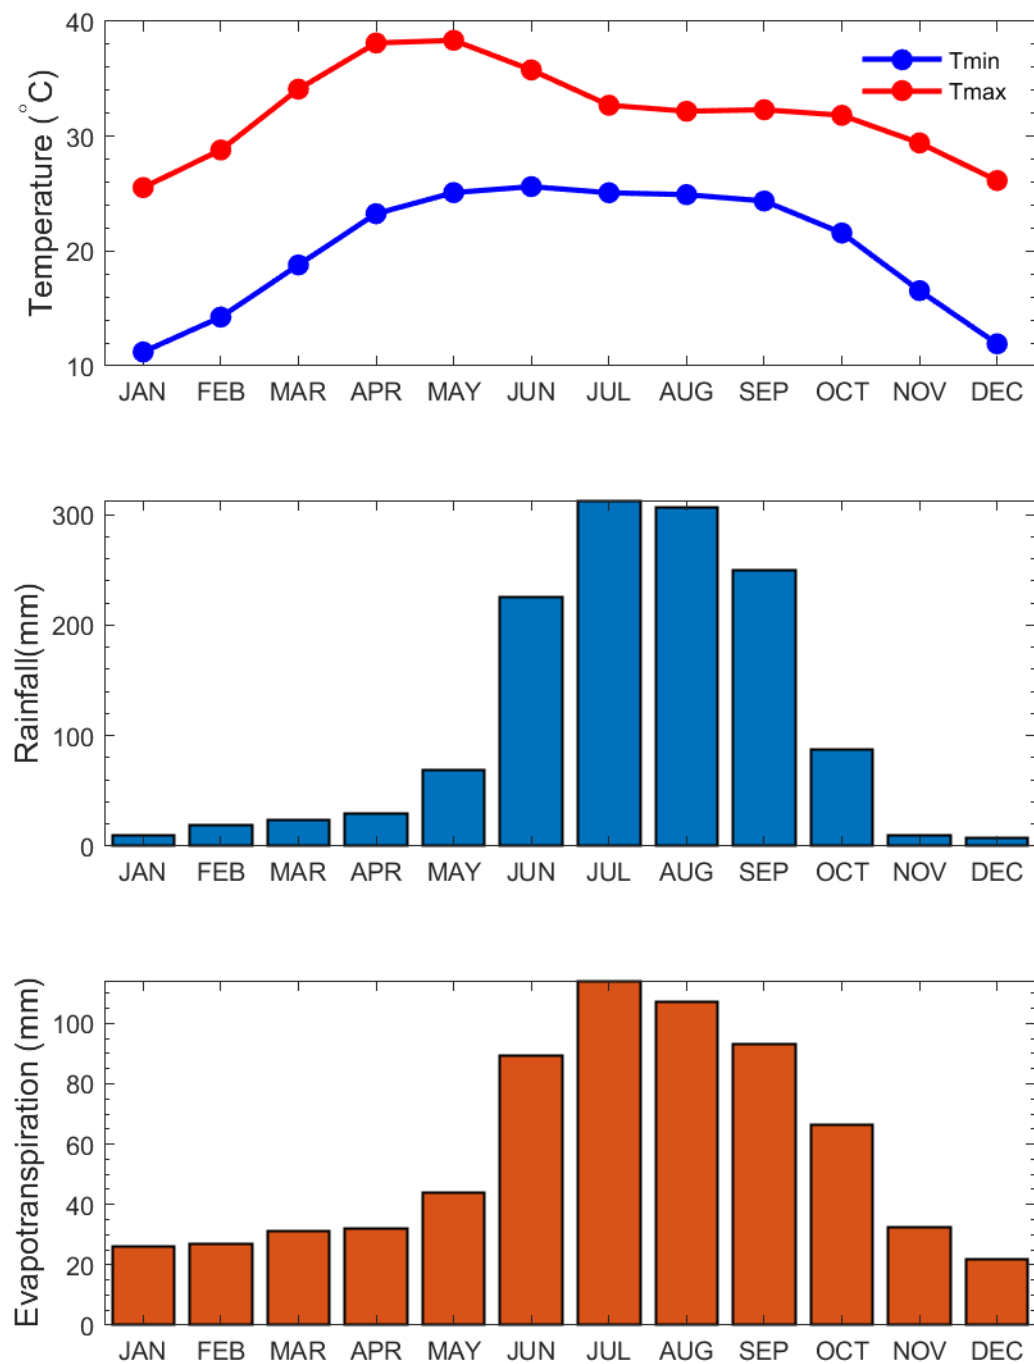 Temperature (°C)
40
30
20
10
Tmin
Tmax
JAN FEB MAR APR MAY JUN JUL AUG SEP OCT NOV DEC
Rainfall(mm)
300
200
100
0
JAN FEB MAR APR MAY JUN JUL AUG SEP OCT NOV DEC
Evapotranspiration (mm)
100
80
60
40
20
0
JAN FEB MAR APR MAY JUN JUL AUG SEP OCT NOV DEC